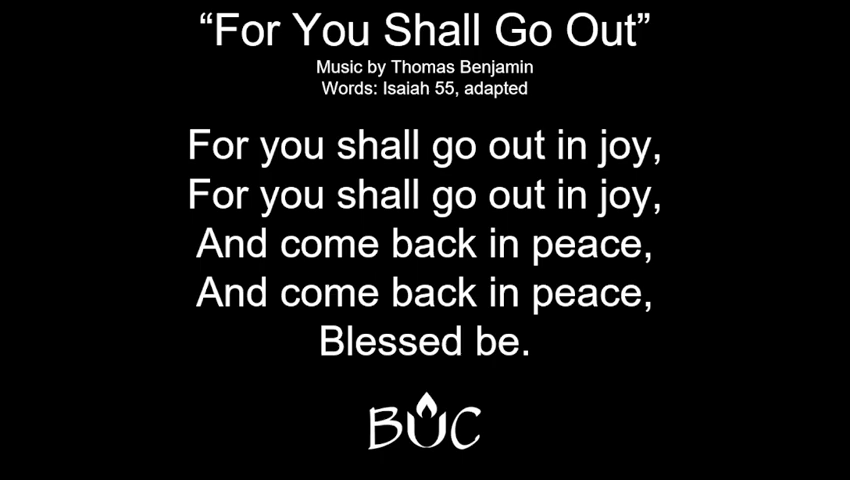 “For You Shall Go Out”
Music by Thomas Benjamin
Words: Isaiah 55, adapted
For you shall go out in joy,
For you shall go out in joy,
And come back in peace,
And come back in peace,
Blessed be.
BUC